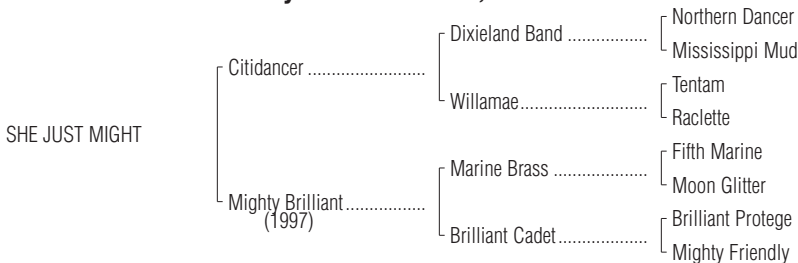 Northern Dancer
Dixieland Band ..................
Mississippi Mud
Citidancer .........................
Tentam
Willamae...........................
Raclette
SHE JUST MIGHT
Fifth Marine
Marine Brass .....................
Moon Glitter
Mighty Brilliant.................
(1997)
Brilliant Protege
Brilliant Cadet...................
Mighty Friendly